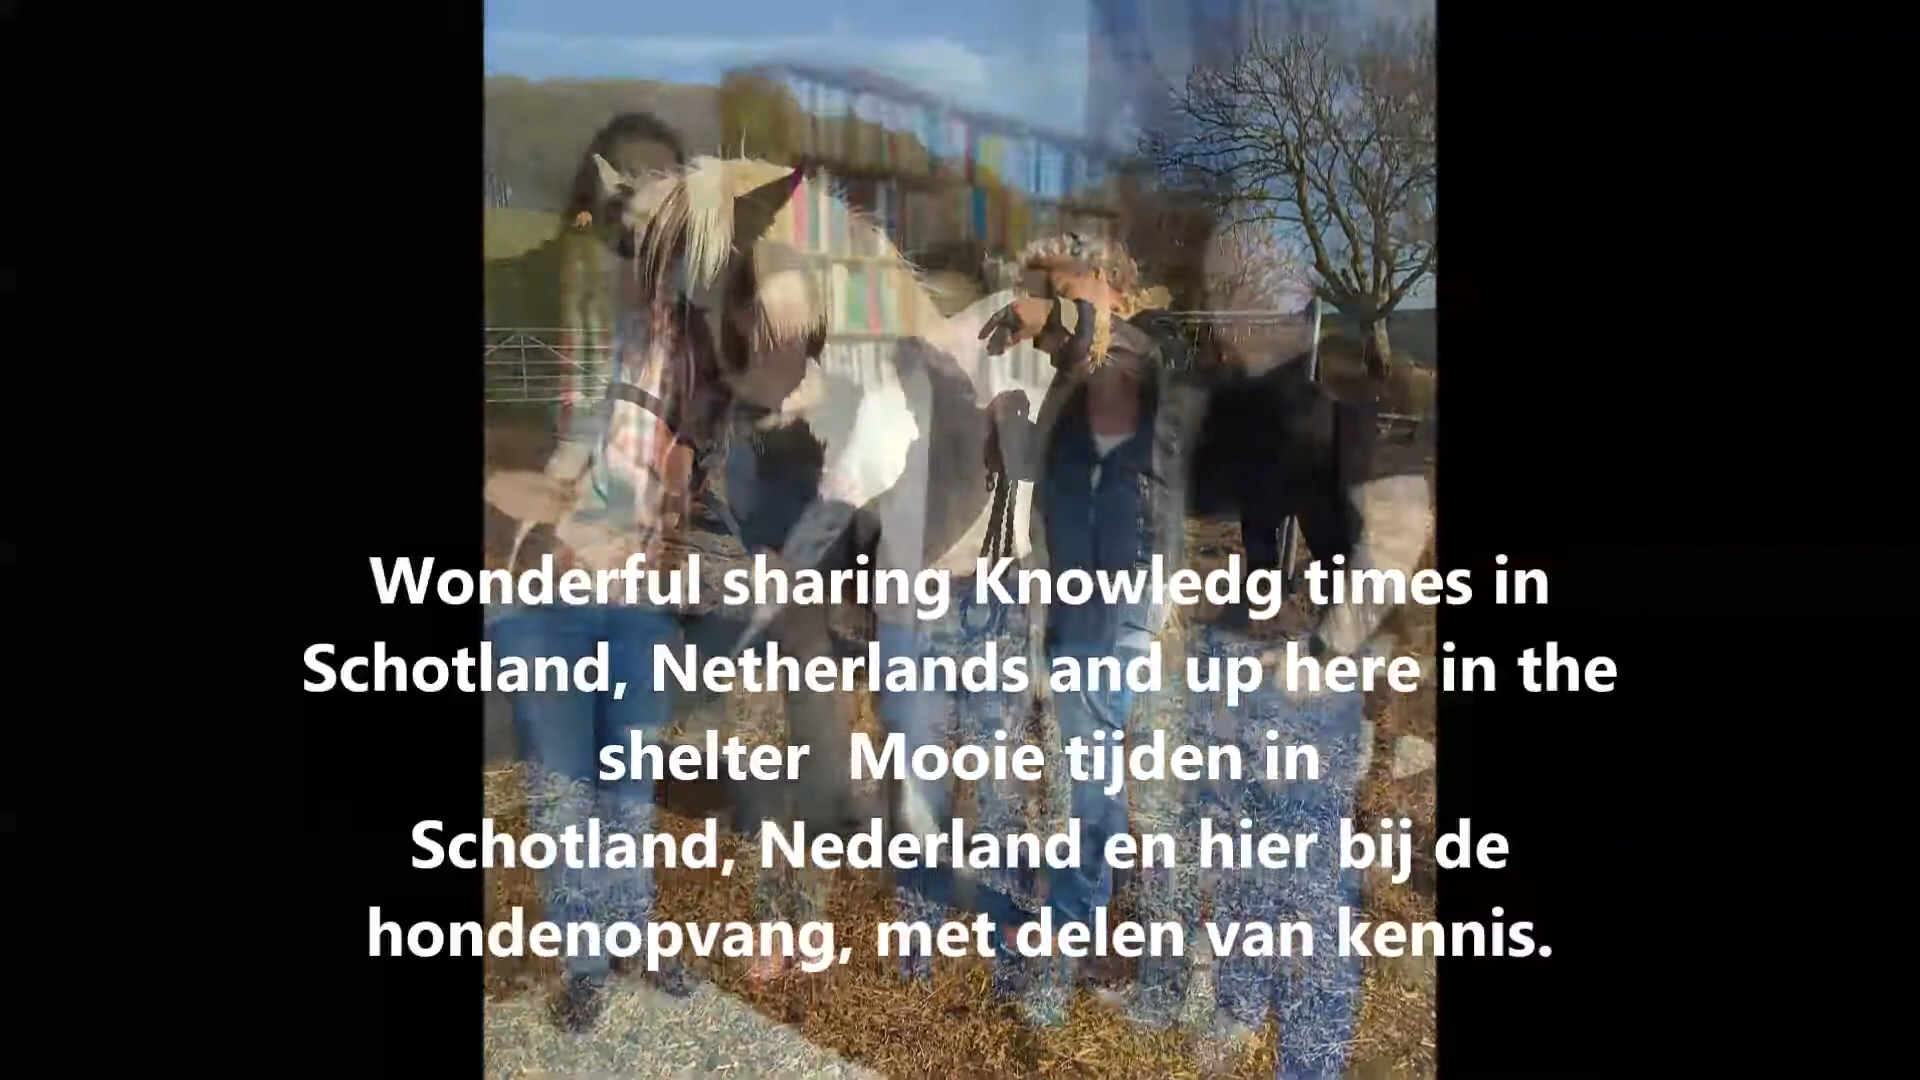 Wonderful sharing Knowledg times in
Schotland, Netherlands and up here in the
shelter  Mooie tijden in
Schotland, Nederland en hier bij de
hondenopvang, met delen van kennis.